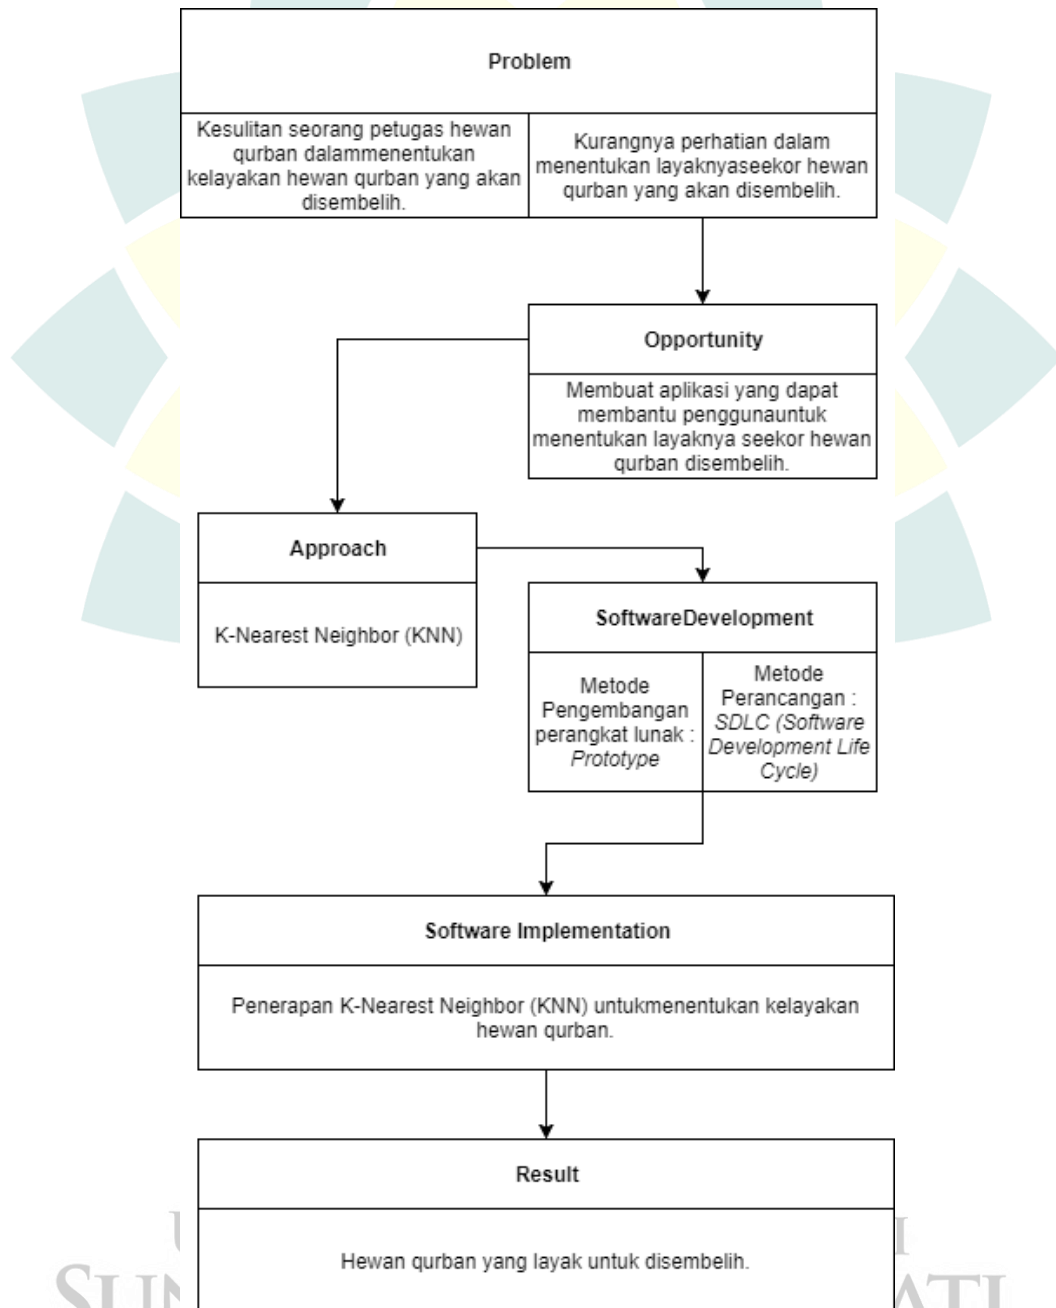 Problem
Kesulitan seorang petugas hewan
qurban dalammenentukan
kelayakan hewan qurban yang akan
disembelih.
Kurangnya perhatian dalam
menentukan layaknyaseekor hewan
qurban yang akan disembelih.
Opportunity
Membuat aplikasi yang dapat
membantu penggunauntuk
menentukan layaknya seekor hewan
qurban disembelih.
Approach
K-Nearest Neighbor (KNN)
SoftwareDevelopment
Metode
Pengembangan
perangkat lunak :
Prototype
Metode
Perancangan :
SDLC (Software
Development Life
Cycle)
Software Implementation
Penerapan K-Nearest Neighbor (KNN) untukmenentukan kelayakan
hewan qurban.
Result
Hewan qurban yang layak untuk disembelih.